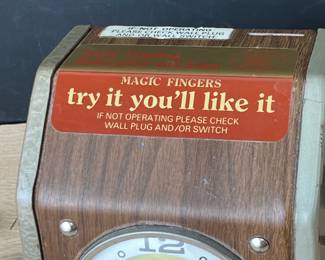 IF NOT OPERATING
PLEASE CHECK WALL PLUG
AND/OR WALL SWITCH
MAGIC FINGERS
try it you'll like it
IF NOT OPERATING PLEASE CHECK
WALL PLUG AND/OR SWITCH
12